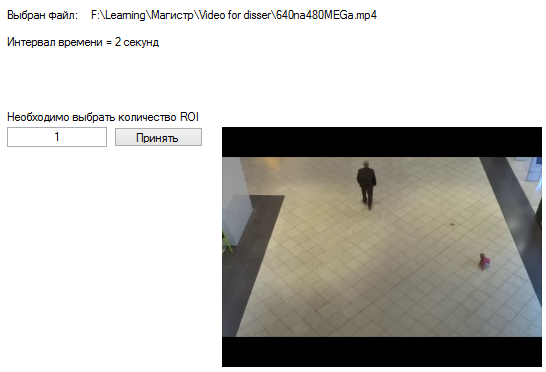 Выбран файл: F:\Learning\Магистр\Video for disser\640na480MEGa.mp4
Интервал времени = 2 секунд
Необходимо выбрать количество ROI
1 Принять